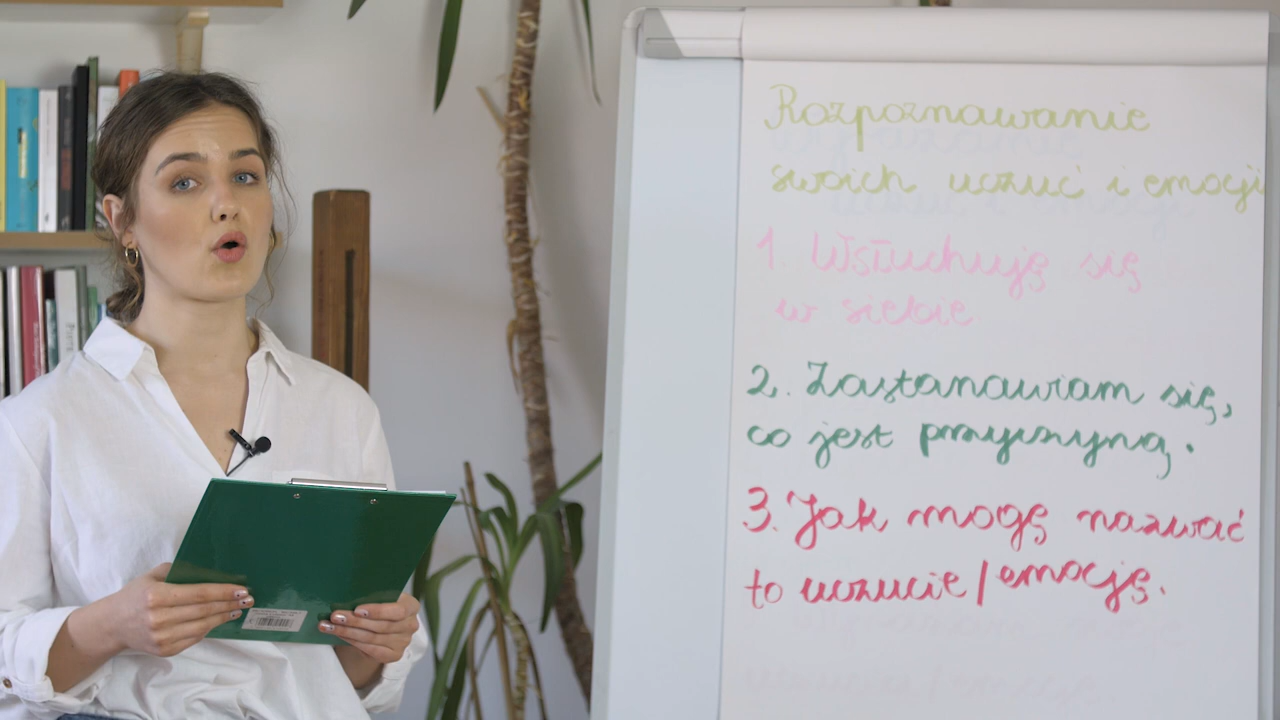 Rozpoznawanie
swoich uczuć i emocji
1. Wsłuchuję się
w siebie
2. Zastanawiam się,
co jest przyczyną.
3. Jak mogę nazwać
to uczucie/emocję.